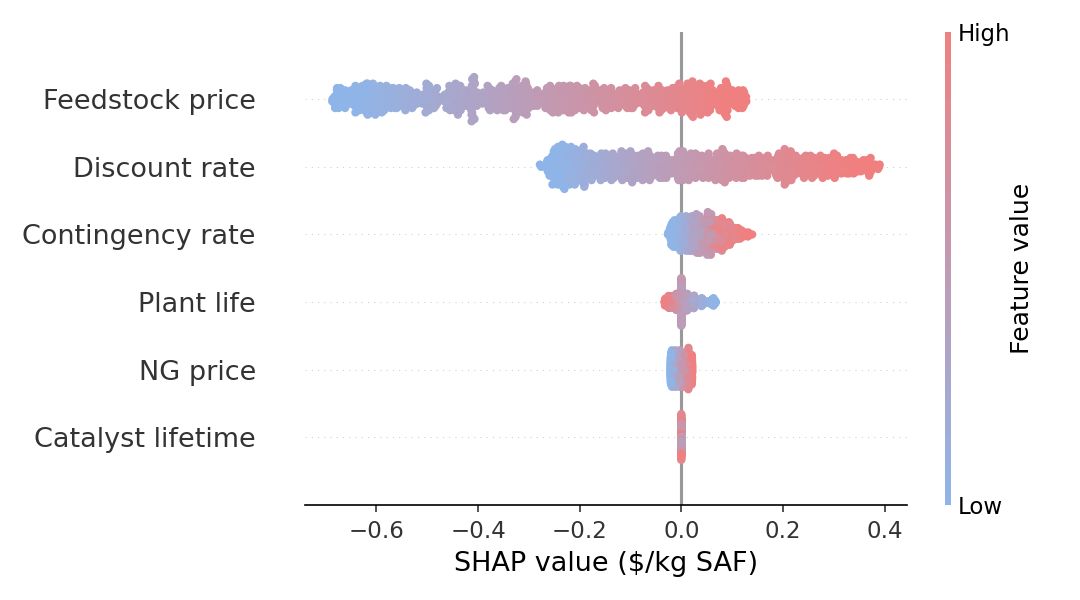 High
Feedstock price
Discount rate
Contingency rate
Plant life
NG price
Catalyst lifetime
Feature value
Low
−0.6 −0.4 −0.2 0.0 0.2 0.4
SHAP value ($/kg SAF)